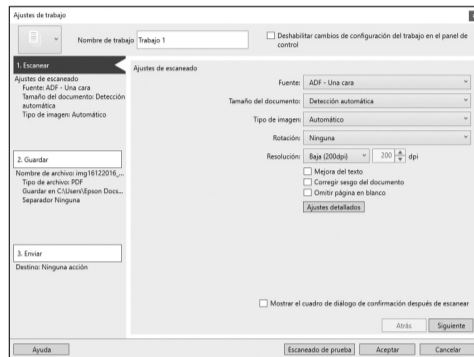 Ajustes de trabajo
Nombre de trabajo Trabajo 1
Deshabilitar cambios de configuración del trabajo en el panel de
control
1. Escanear
Ajustes de escaneado
Fuente: ADF - Una cara
Tamaño del documento: Detección
automática
Tipo de imagen: Automático
2. Guardar
Nombre de archivo: img16122016_...
Tipo de archivo: PDF
Guardar en C:\Users\Epson Docs...
Separador Ninguna
3. Enviar
Destino: Ninguna acción
Ajustes de escaneado
Fuente: ADF - Una cara
Tamaño del documento: Detección automática
Tipo de imagen: Automático
Rotación: Ninguna
Resolución: Baja (200dpi) 200 dpi
Mejora del texto
Corregir sesgo del documento
Omitir página en blanco
Ajustes detallados
Mostrar el cuadro de diálogo de confirmación después de escanear
Atrás Siguiente
Ayuda Escaneado de prueba Aceptar Cancelar